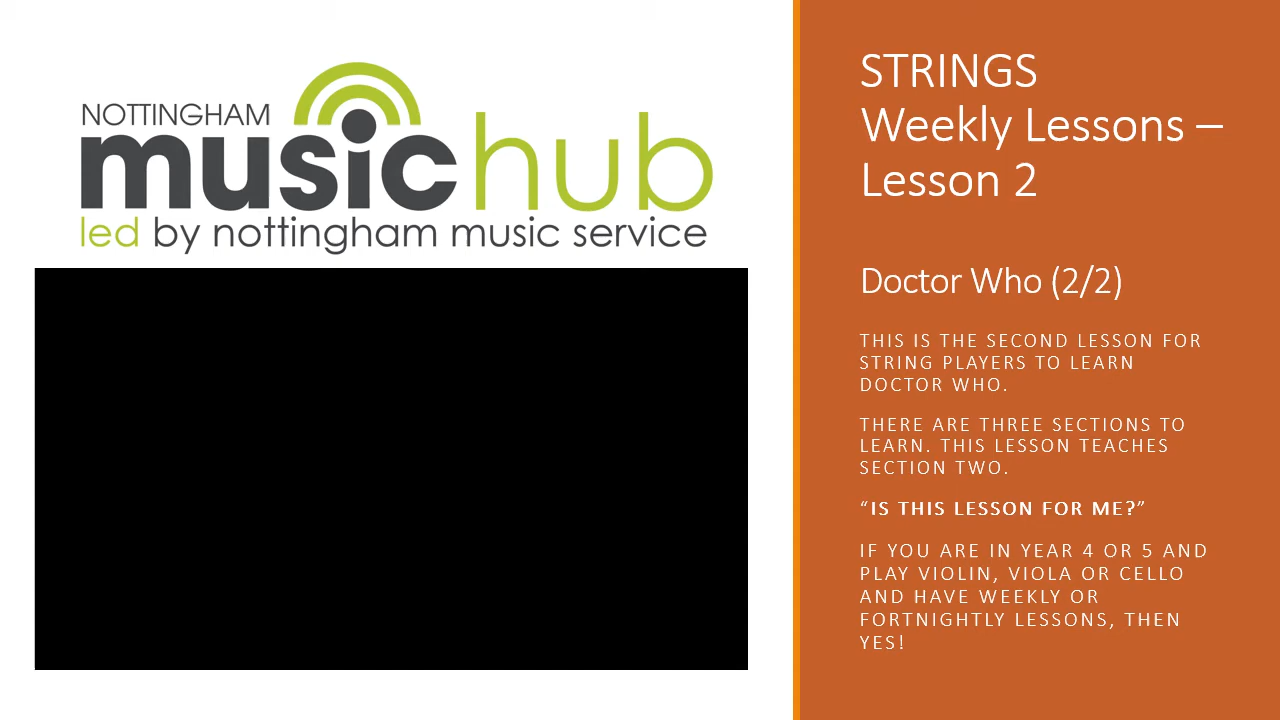 NOTTINGHAM
musichub
led by nottingham music service
STRINGS
Weekly Lessons –
Lesson 2
Doctor Who (2/2)
THIS IS THE SECOND LESSON FOR
STRING PLAYERS TO LEARN
DOCTOR WHO.
THERE ARE THREE SECTIONS TO
LEARN. THIS LESSON TEACHES
SECTION TWO.
“IS THIS LESSON FOR ME?”
IF YOU ARE IN YEAR 4 OR 5 AND
PLAY VIOLIN, VIOLA OR CELLO
AND HAVE WEEKLY OR
FORTNIGHTLY LESSONS, THEN
YES!